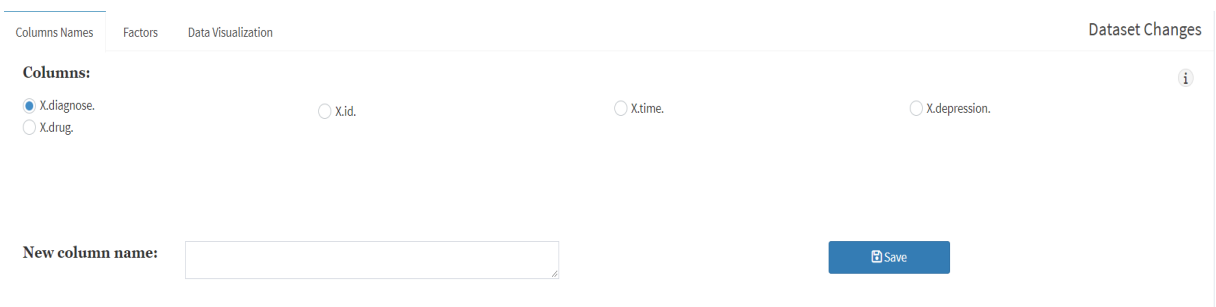 Columns Names Factors Data Visualization Dataset Changes
Columns:
i
X.diagnose. X.id. X.time. X.depression.
X.drug.
New column name: Save